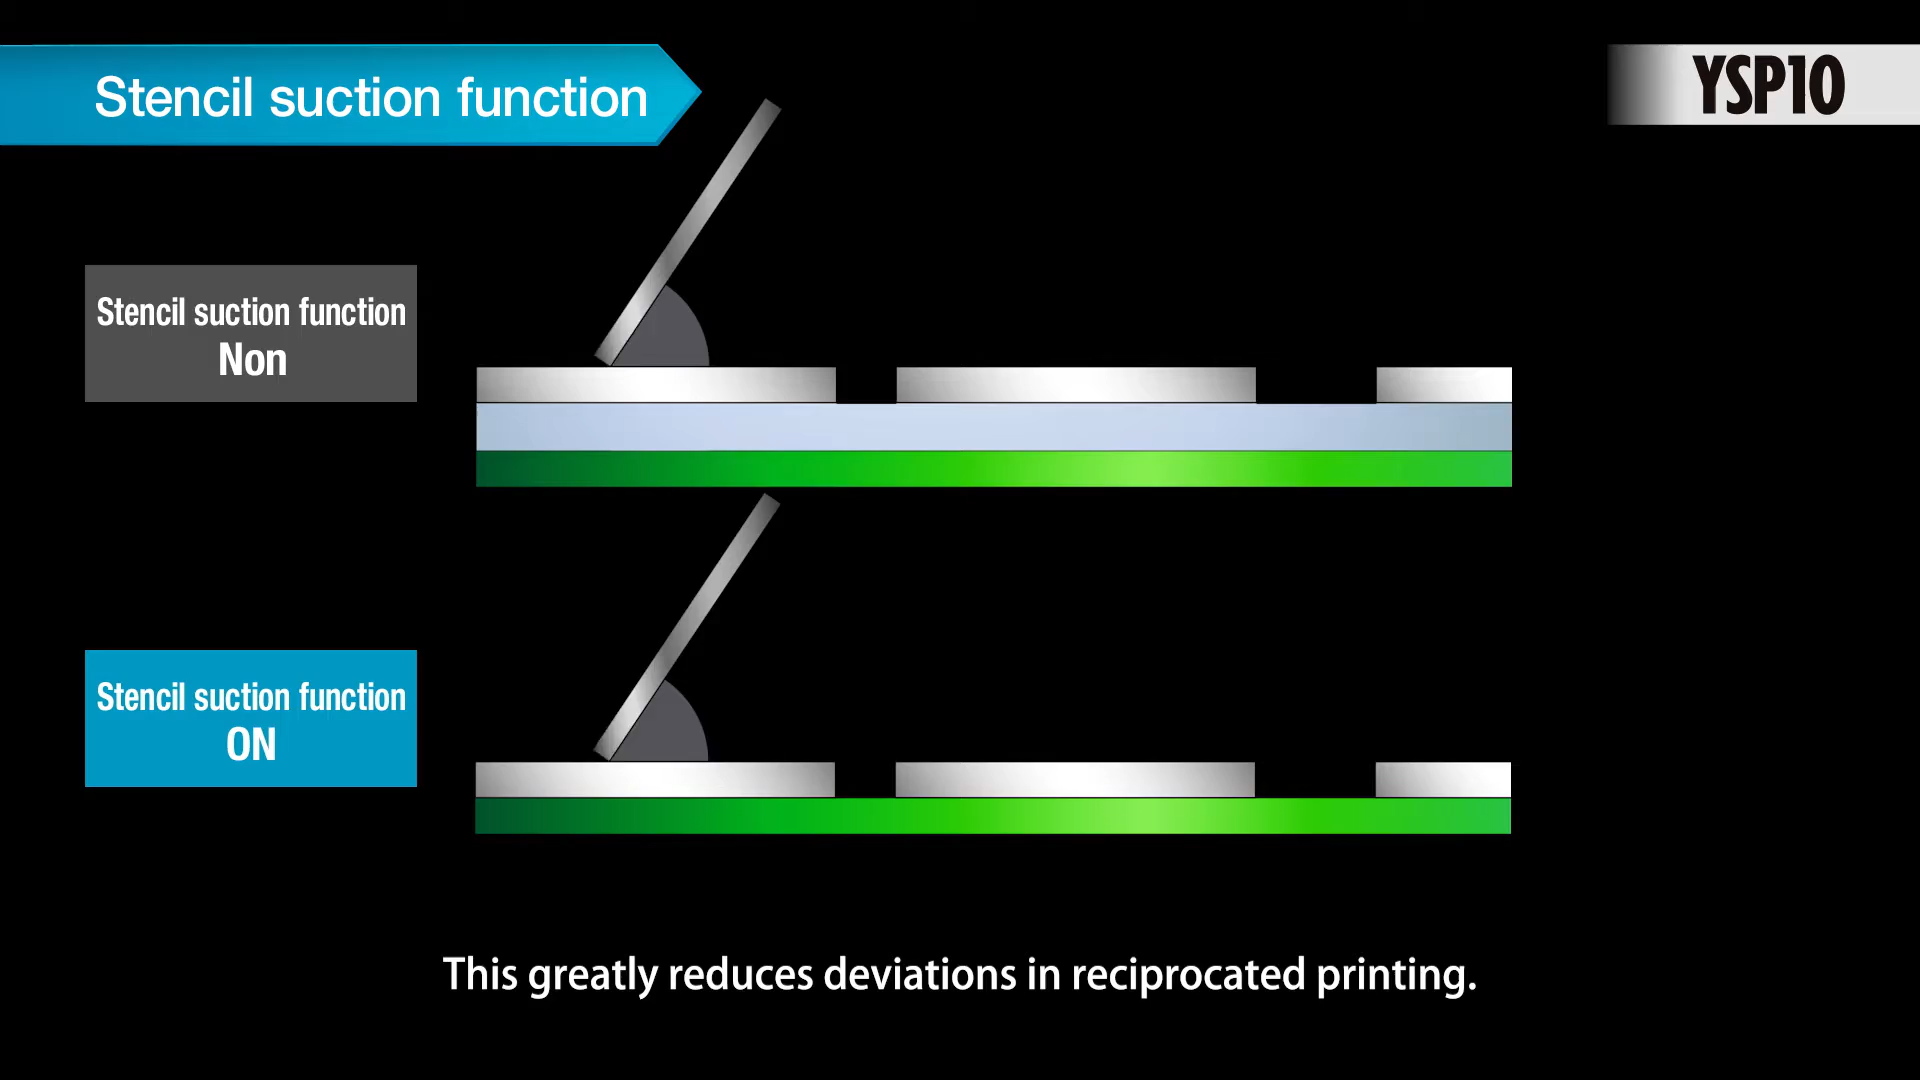 Stencil suction function
YSP10
Stencil suction function
Non
Stencil suction function
ON
This greatly reduces deviations in reciprocated printing.